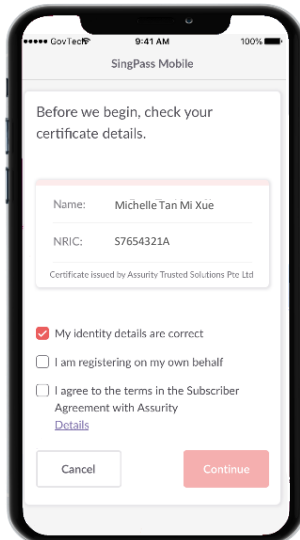 GovTech
9:41 AM
100%
SingPass Mobile
Before we begin, check your
certificate details.
Name: Michelle Tan Mi Xue
NRIC: S7654321A
Certificate issued by Assurity Trusted Solutions Pte Ltd
My identity details are correct
I am registering on my own behalf
I agree to the terms in the Subscriber
Agreement with Assurity
Details
Cancel
Continue